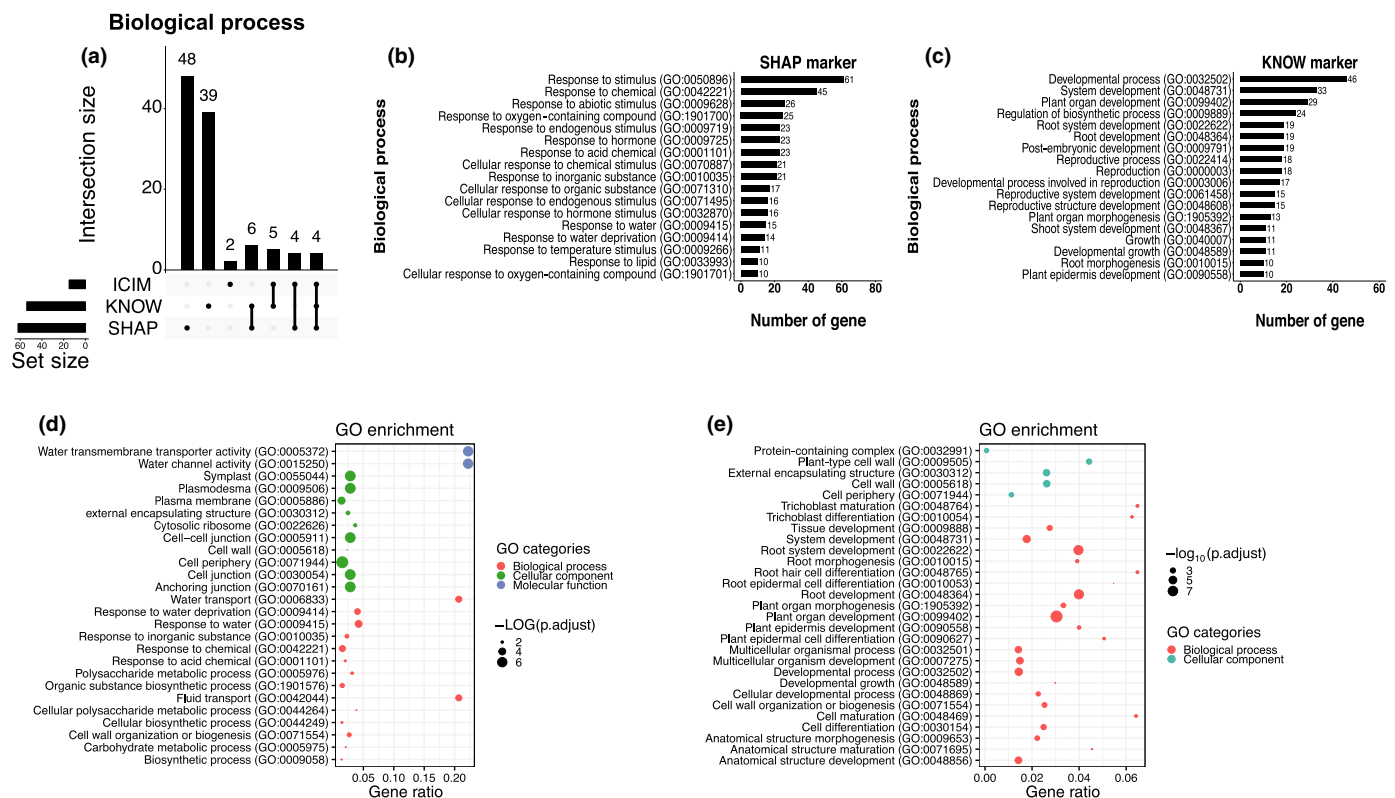 Biological process
(a)
48
39
2
6
5
4
4
Intersection size
40
20
0
ICIM
KNOW
SHAP
60 40 20 0
Set size
(b)
SHAP marker
Biological process
Response to stimulus (GO:0050896) 61
Response to chemical (GO:0042221) 45
Response to abiotic stimulus (GO:0009628) 26
Response to oxygen-containing compound (GO:1901700) 25
Response to endogenous stimulus (GO:0009719) 23
Response to hormone (GO:0009725) 23
Response to acid chemical (GO:0001101) 23
Cellular response to chemical stimulus (GO:0070887) 21
Response to inorganic substance (GO:0010035) 21
Cellular response to organic substance (GO:0071310) 17
Cellular response to endogenous stimulus (GO:0071495) 16
Cellular response to hormone stimulus (GO:0032870) 16
Response to water (GO:0009415) 15
Response to water deprivation (GO:0009414) 14
Response to temperature stimulus (GO:0009266) 11
Response to lipid (GO:0033993) 10
Cellular response to oxygen-containing compound (GO:1901701) 10
0 20 40 60 80
Number of gene
(c)
KNOW marker
Biological process
Developmental process (GO:0032502) 46
System development (GO:0048731) 33
Plant organ development (GO:0099402) 29
Regulation of biosynthetic process (GO:0009889) 24
Root system development (GO:0022622) 19
Root development (GO:0048364) 19
Post-embryonic development (GO:0009791) 19
Reproductive process (GO:0022414) 18
Reproduction (GO:0000003) 18
Developmental process involved in reproduction (GO:0003006) 17
Reproductive system development (GO:0061458) 15
Reproductive structure development (GO:0048608) 15
Plant organ morphogenesis (GO:1905392) 13
Shoot system development (GO:0048367) 11
Growth (GO:0040007) 11
Developmental growth (GO:0048589) 11
Root morphogenesis (GO:0010015) 10
Plant epidermis development (GO:0090558) 10
0 20 40 60
Number of gene
(d)
GO enrichment
Water transmembrane transporter activity (GO:0005372)
Water channel activity (GO:0015250)
Symplast (GO:0055044)
Plasmodesma (GO:0009506)
Plasma membrane (GO:0005886)
external encapsulating structure (GO:0030312)
Cytosolic ribosome (GO:0022626)
Cell-cell junction (GO:0005911)
Cell wall (GO:0005618)
Cell periphery (GO:0071944)
Cell junction (GO:0030054)
Anchoring junction (GO:0070161)
Water transport (GO:0006833)
Response to water deprivation (GO:0009414)
Response to water (GO:0009415)
Response to inorganic substance (GO:0010035)
Response to chemical (GO:0042221)
Response to acid chemical (GO:0001101)
Polysaccharide metabolic process (GO:0005976)
Organic substance biosynthetic process (GO:1901576)
Fluid transport (GO:0042044)
Cellular polysaccharide metabolic process (GO:0044264)
Cellular biosynthetic process (GO:0044249)
Cell wall organization or biogenesis (GO:0071554)
Carbohydrate metabolic process (GO:0005975)
Biosynthetic process (GO:0009058)
0.05 0.10 0.15 0.20
Gene ratio
GO categories
Biological process
Cellular component
Molecular function
-LOG(p.adjust)
2
4
6
(e)
GO enrichment
Protein-containing complex (GO:0032991)
Plant-type cell wall (GO:0009505)
External encapsulating structure (GO:0030312)
Cell wall (GO:0005618)
Cell periphery (GO:0071944)
Trichoblast maturation (GO:0048764)
Trichoblast differentiation (GO:0010054)
Tissue development (GO:0009888)
System development (GO:0048731)
Root system development (GO:0022622)
Root morphogenesis (GO:0010015)
Root hair cell differentiation (GO:0048765)
Root epidermal cell differentiation (GO:0010053)
Root development (GO:0048364)
Plant organ morphogenesis (GO:1905392)
Plant organ development (GO:0099402)
Plant epidermis development (GO:0090558)
Plant epidermal cell differentiation (GO:0090627)
Multicellular organismal process (GO:0032501)
Multicellular organism development (GO:0007275)
Developmental process (GO:0032502)
Developmental growth (GO:0048589)
Cellular developmental process (GO:0048869)
Cell wall organization or biogenesis (GO:0071554)
Cell maturation (GO:0048469)
Cell differentiation (GO:0030154)
Anatomical structure morphogenesis (GO:0009653)
Anatomical structure maturation (GO:0071695)
Anatomical structure development (GO:0048856)
0.00 0.02 0.04 0.06
Gene ratio
-log10(p.adjust)
3
5
7
GO categories
Biological process
Cellular component